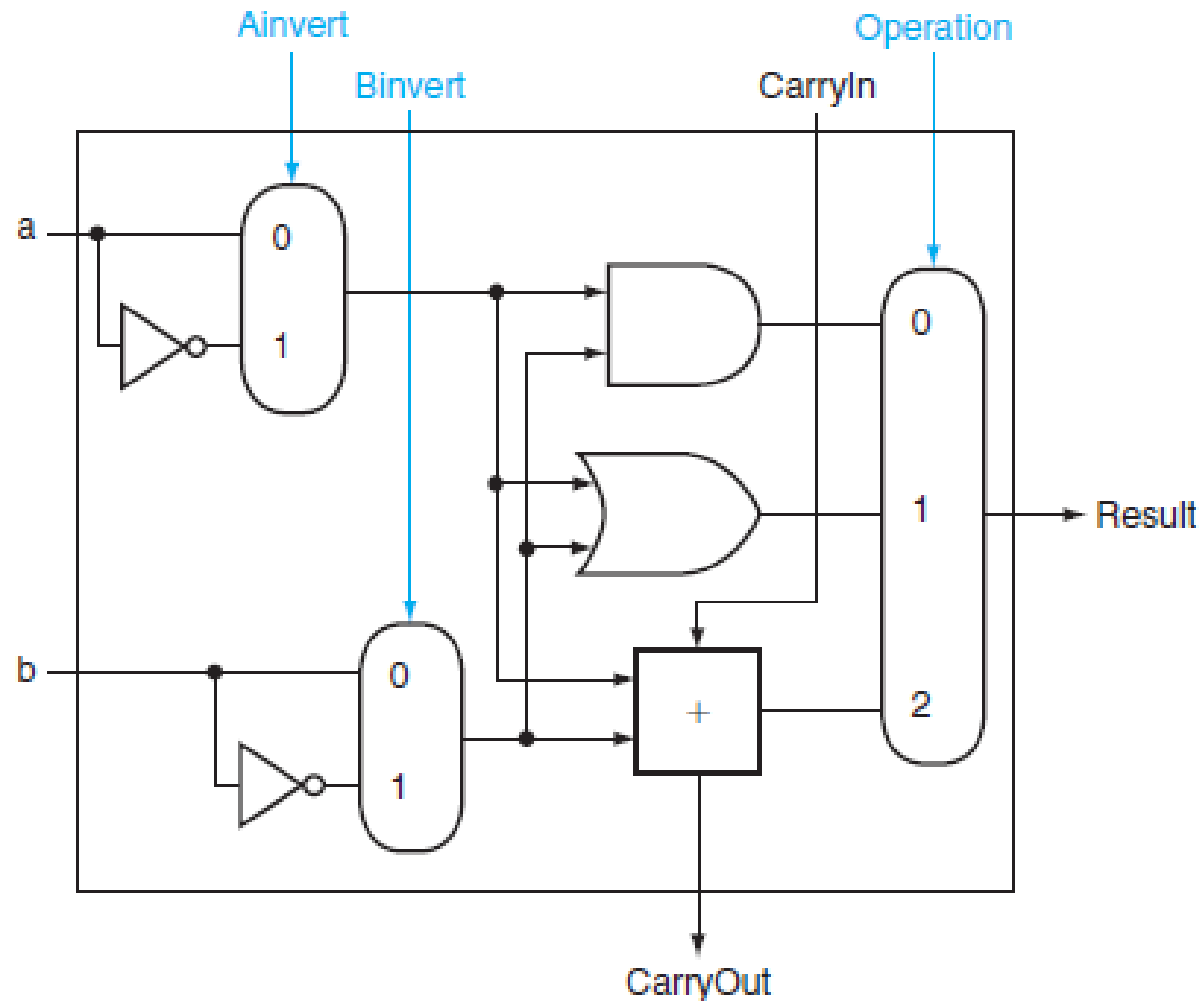 Ainvert
Operation
Binvert
CarryIn
a
0
1
0
1
Result
b
0
1
+
2
CarryOut